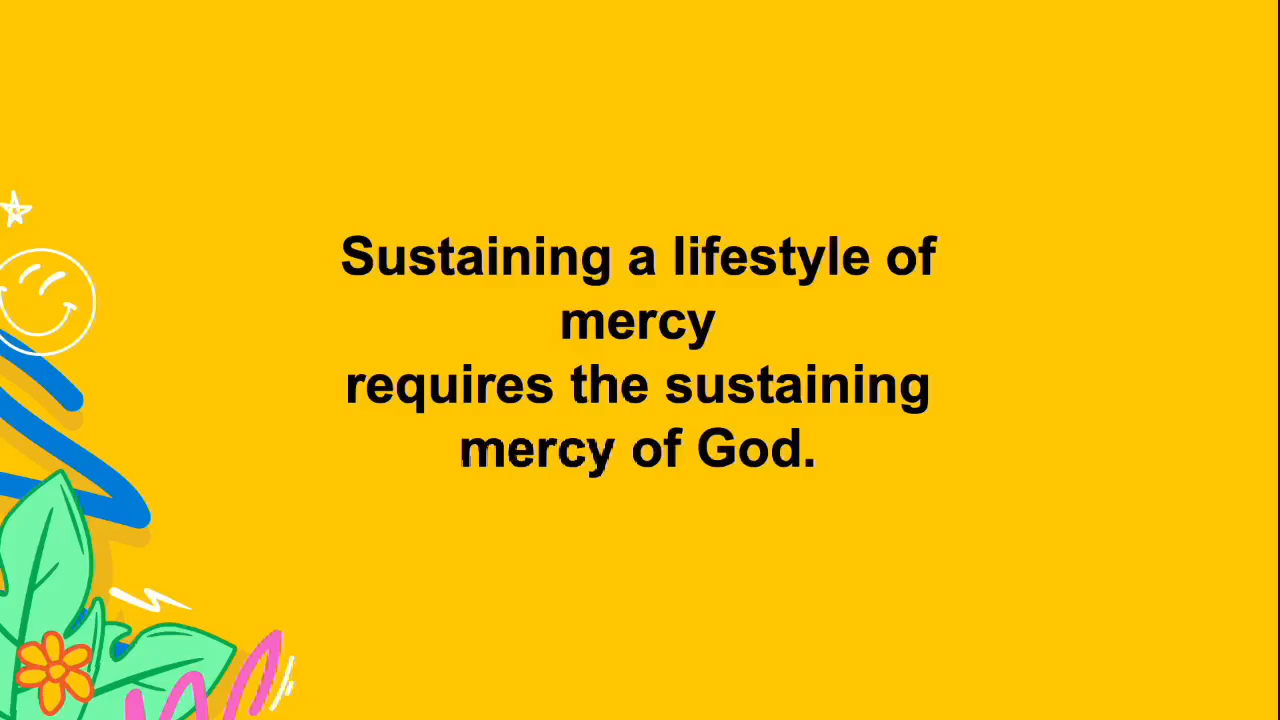 Sustaining a lifestyle of
mercy
requires the sustaining
mercy of God.